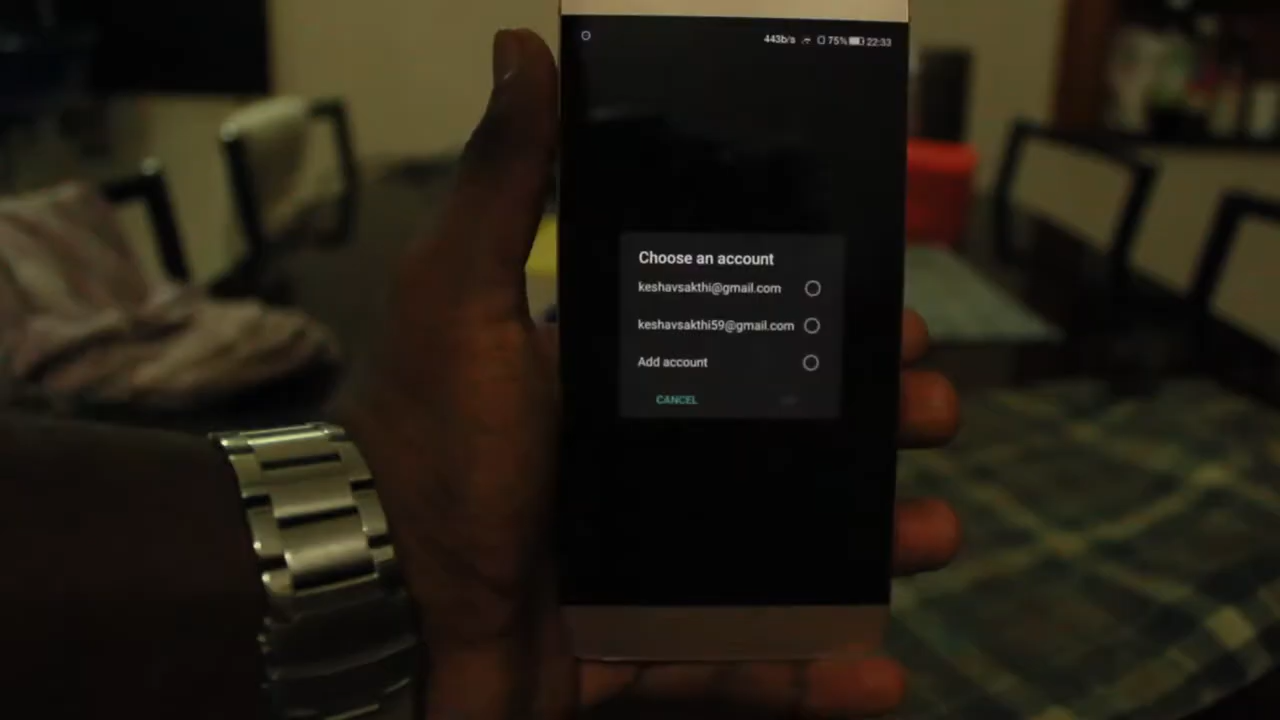 443b/s 75% 22:33
Choose an account
keshavsakthi@gmail.com
keshavsakthi59@gmail.com
Add account
CANCEL